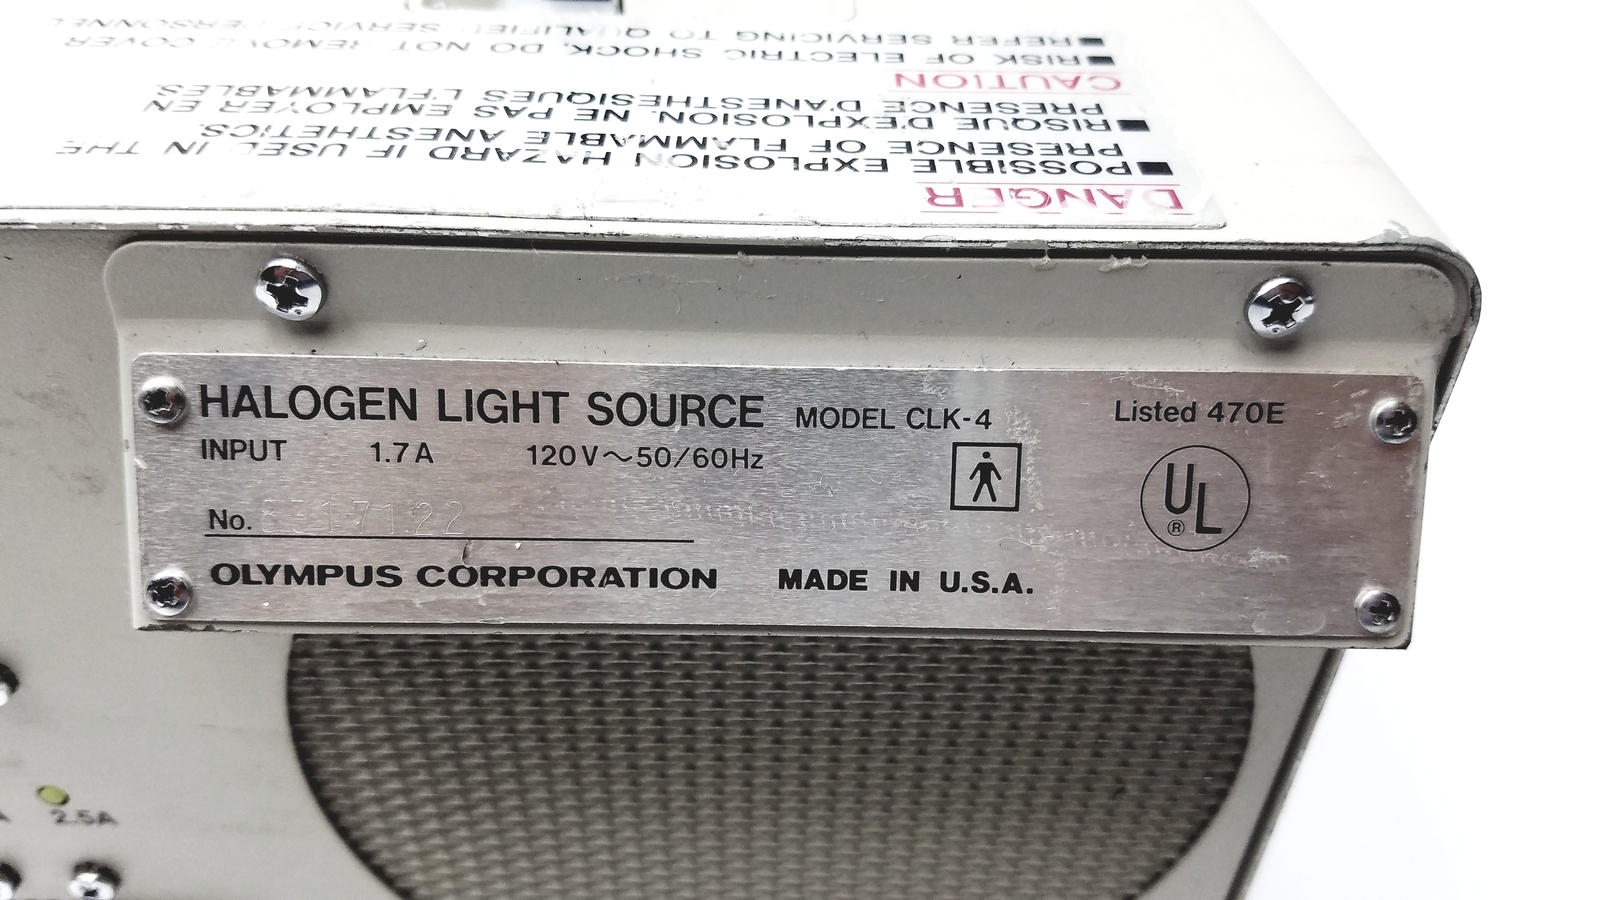 DANGER
■POSSIBLE EXPLOSION HAZARD IF USED IN THE
PRESENCE OF FLAMMABLE ANESTHETICS.
■RISQUE D'EXPLOSION. NE PAS EMPLOYER EN
PRESENCE D'ANESTHESIQUES L'FLAMMABLES
CAUTION
■RISK OF ELECTRIC SHOCK, DO NOT REMOVE COVER
■REFER SERVICING TO QUALIFIED SERVICE PERSONNEL
HALOGEN LIGHT SOURCE MODEL CLK-4 Listed 470E
INPUT 1.7A 120V~50/60Hz
UL®
No.
OLYMPUS CORPORATION MADE IN U.S.A.
2.5A